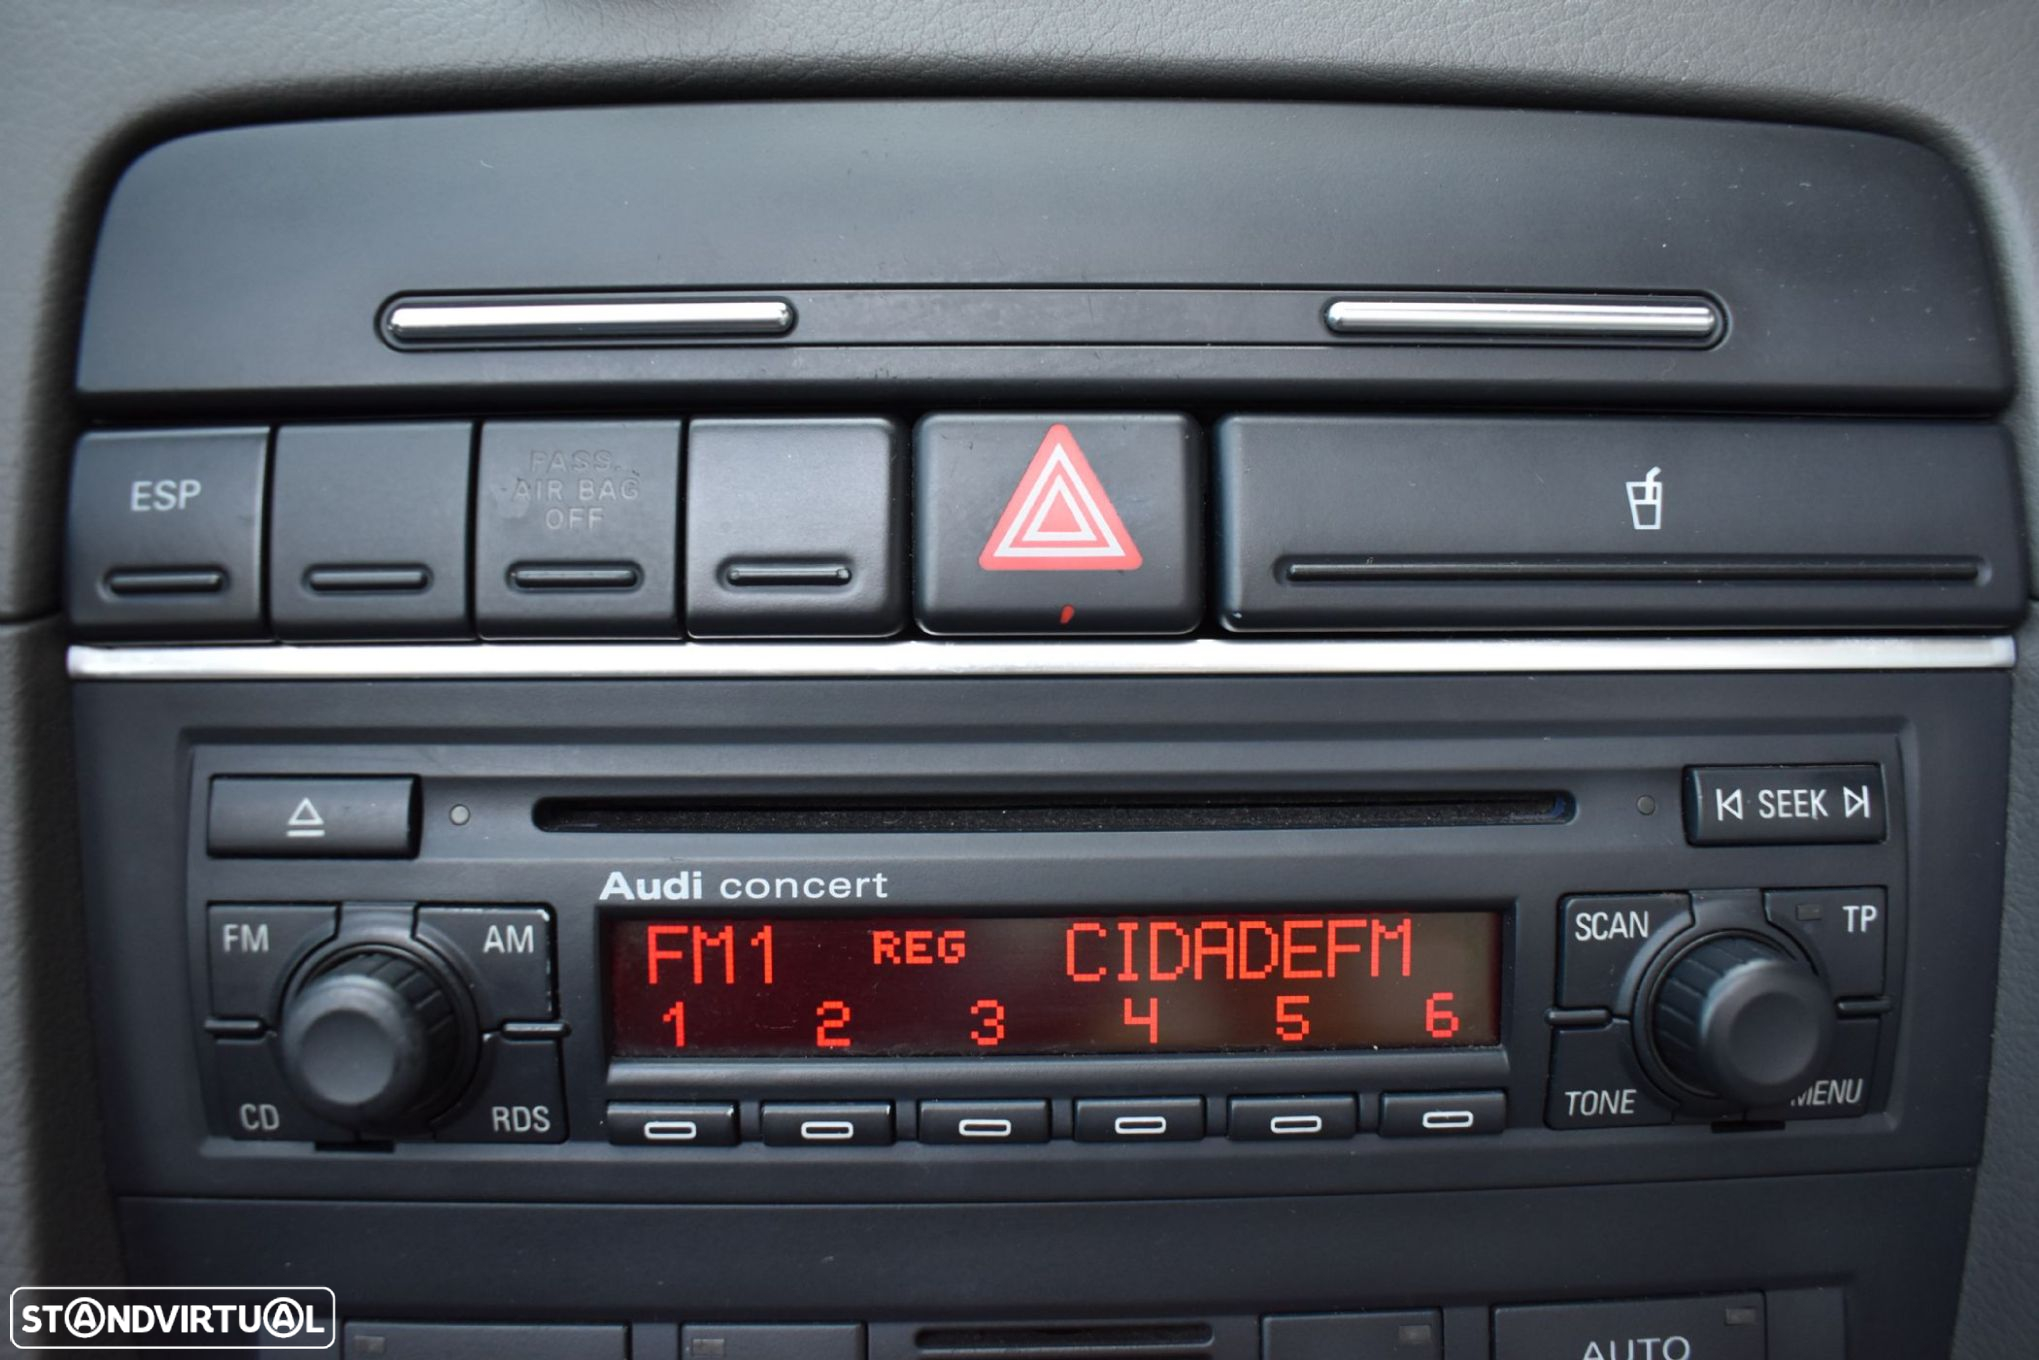 ESP
PASS.
AIR BAG
OFF
SEEK
Audi concert
FM
AM
FM1 REG CIDADEFM
SCAN
TP
1 2 3 4 5 6
CD
RDS
TONE
MENU
STANDVIRTUAL
AUTO